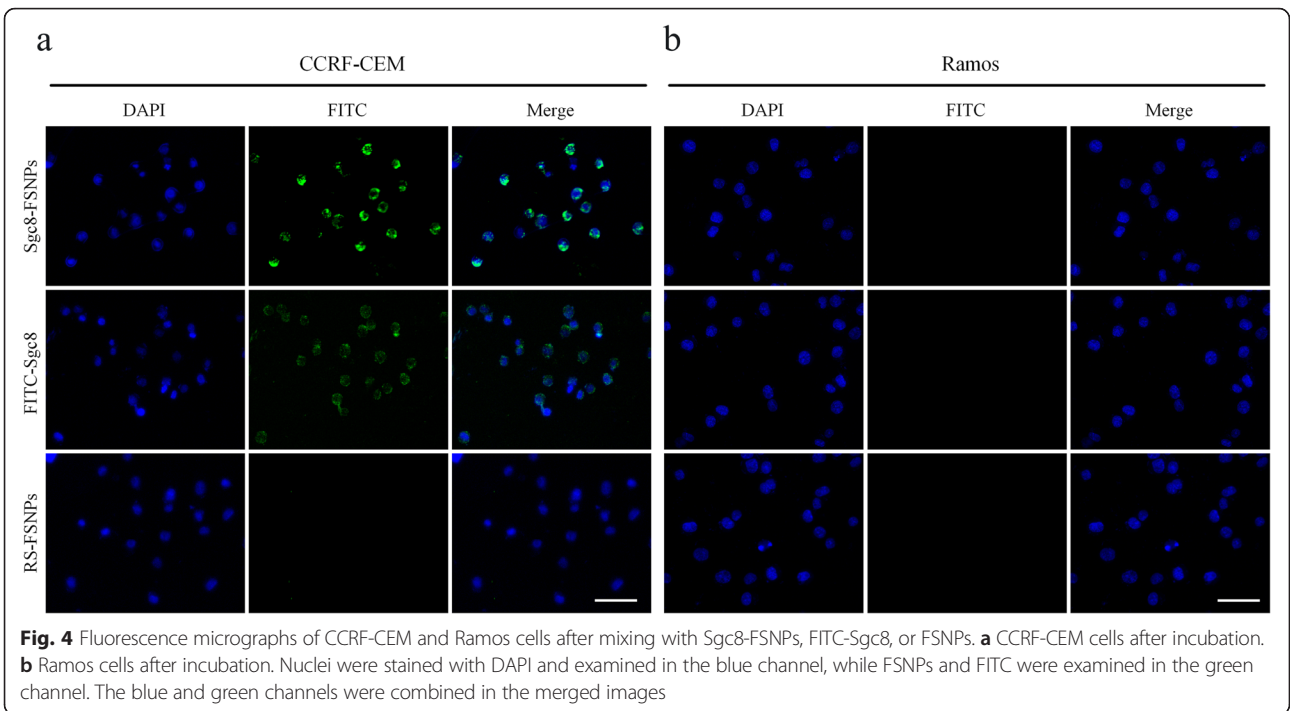 a
b
CCRF-CEM
Ramos
DAPI
FITC
Merge
DAPI
FITC
Merge
Sgc8-FSNPs
FITC-Sgc8
RS-FSNPs
Fig. 4 Fluorescence micrographs of CCRF-CEM and Ramos cells after mixing with Sgc8-FSNPs, FITC-Sgc8, or FSNPs. a CCRF-CEM cells after incubation.
b Ramos cells after incubation. Nuclei were stained with DAPI and examined in the blue channel, while FSNPs and FITC were examined in the green
channel. The blue and green channels were combined in the merged images